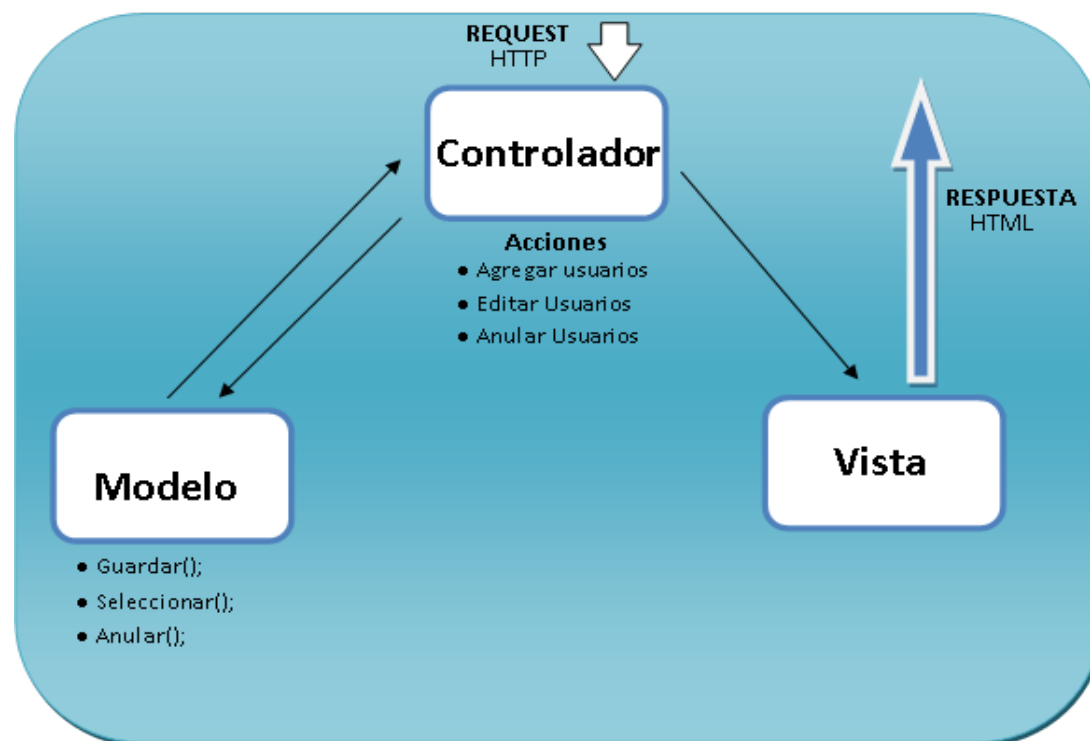 REQUEST
HTTP
Controlador
Acciones
● Agregar usuarios
● Editar Usuarios
● Anular Usuarios
RESPUESTA
HTML
Modelo
● Guardar();
● Seleccionar();
● Anular();
Vista